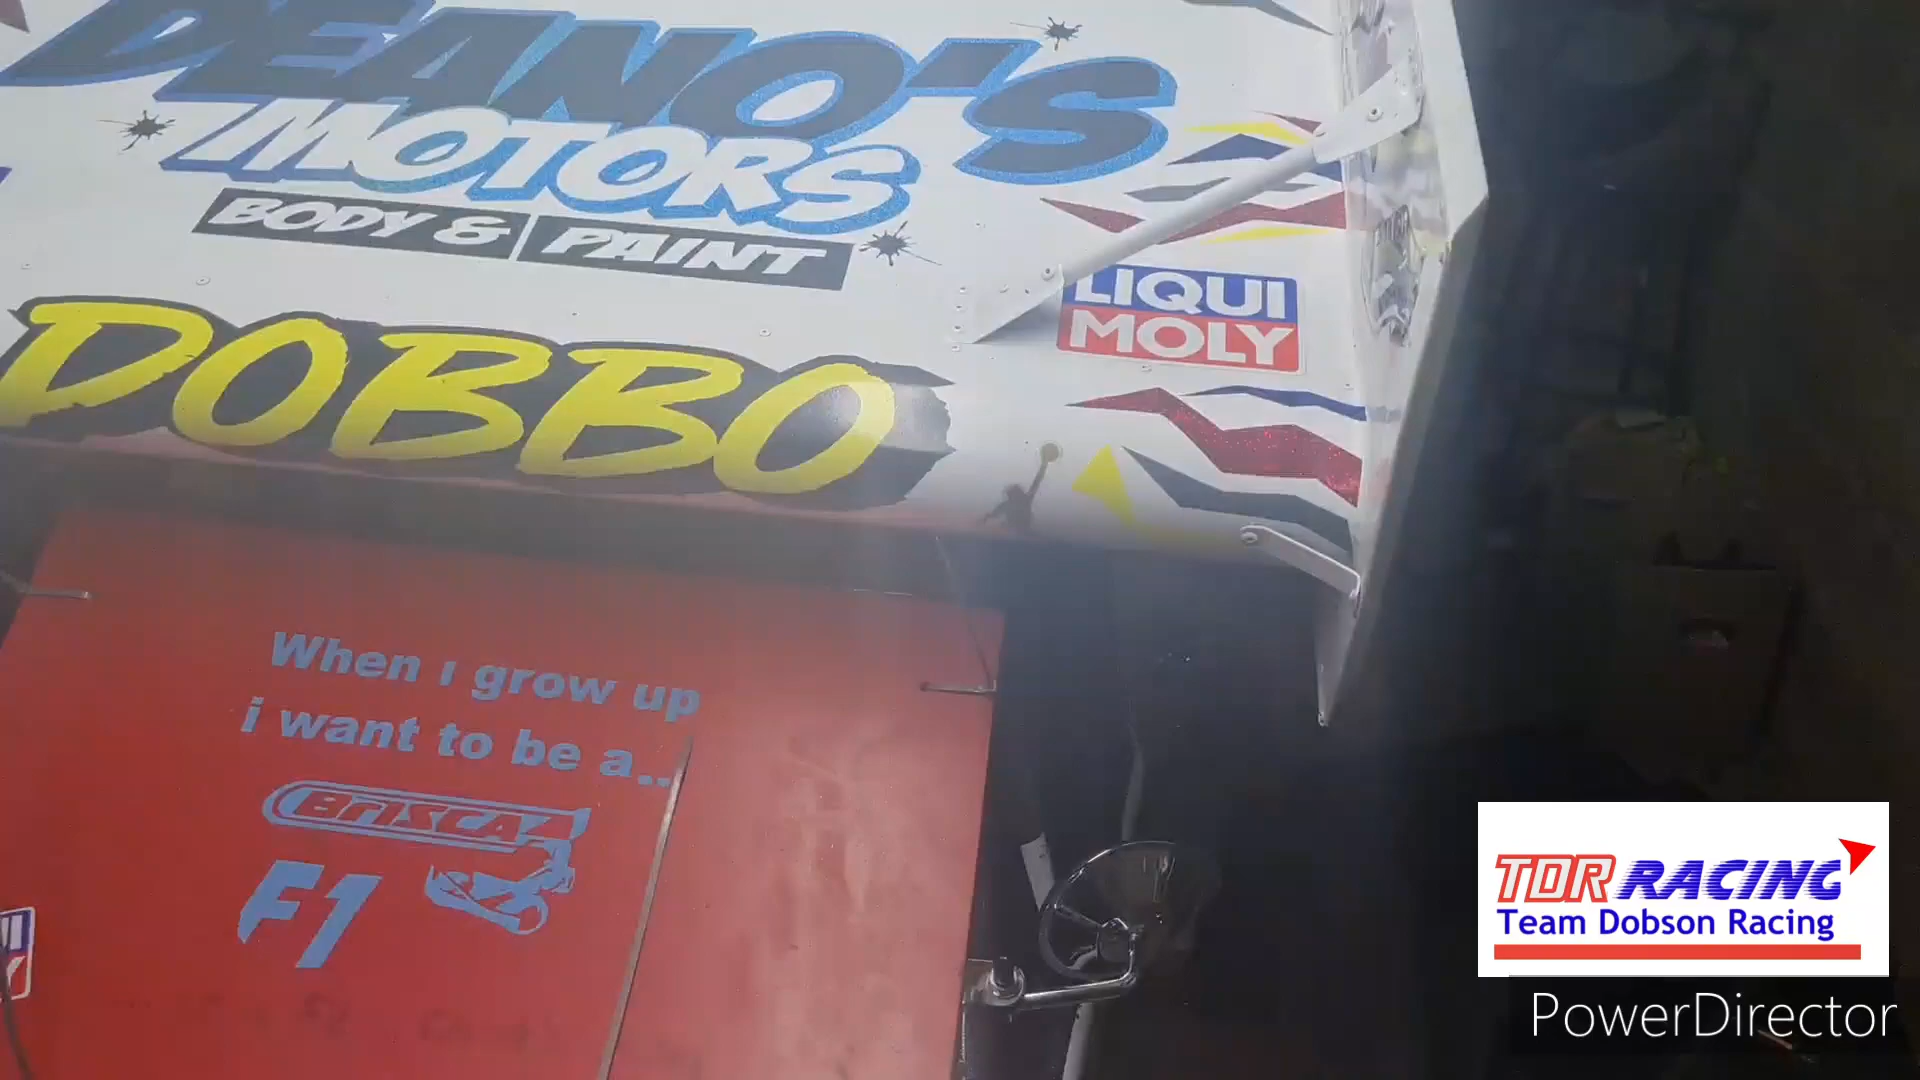 DEANO'S
MOTORS
BODY & PAINT
LIQUI
MOLY
DOBBO
When I grow up
i want to be a..
BriSCA
F1
TDR RACING
Team Dobson Racing
PowerDirector